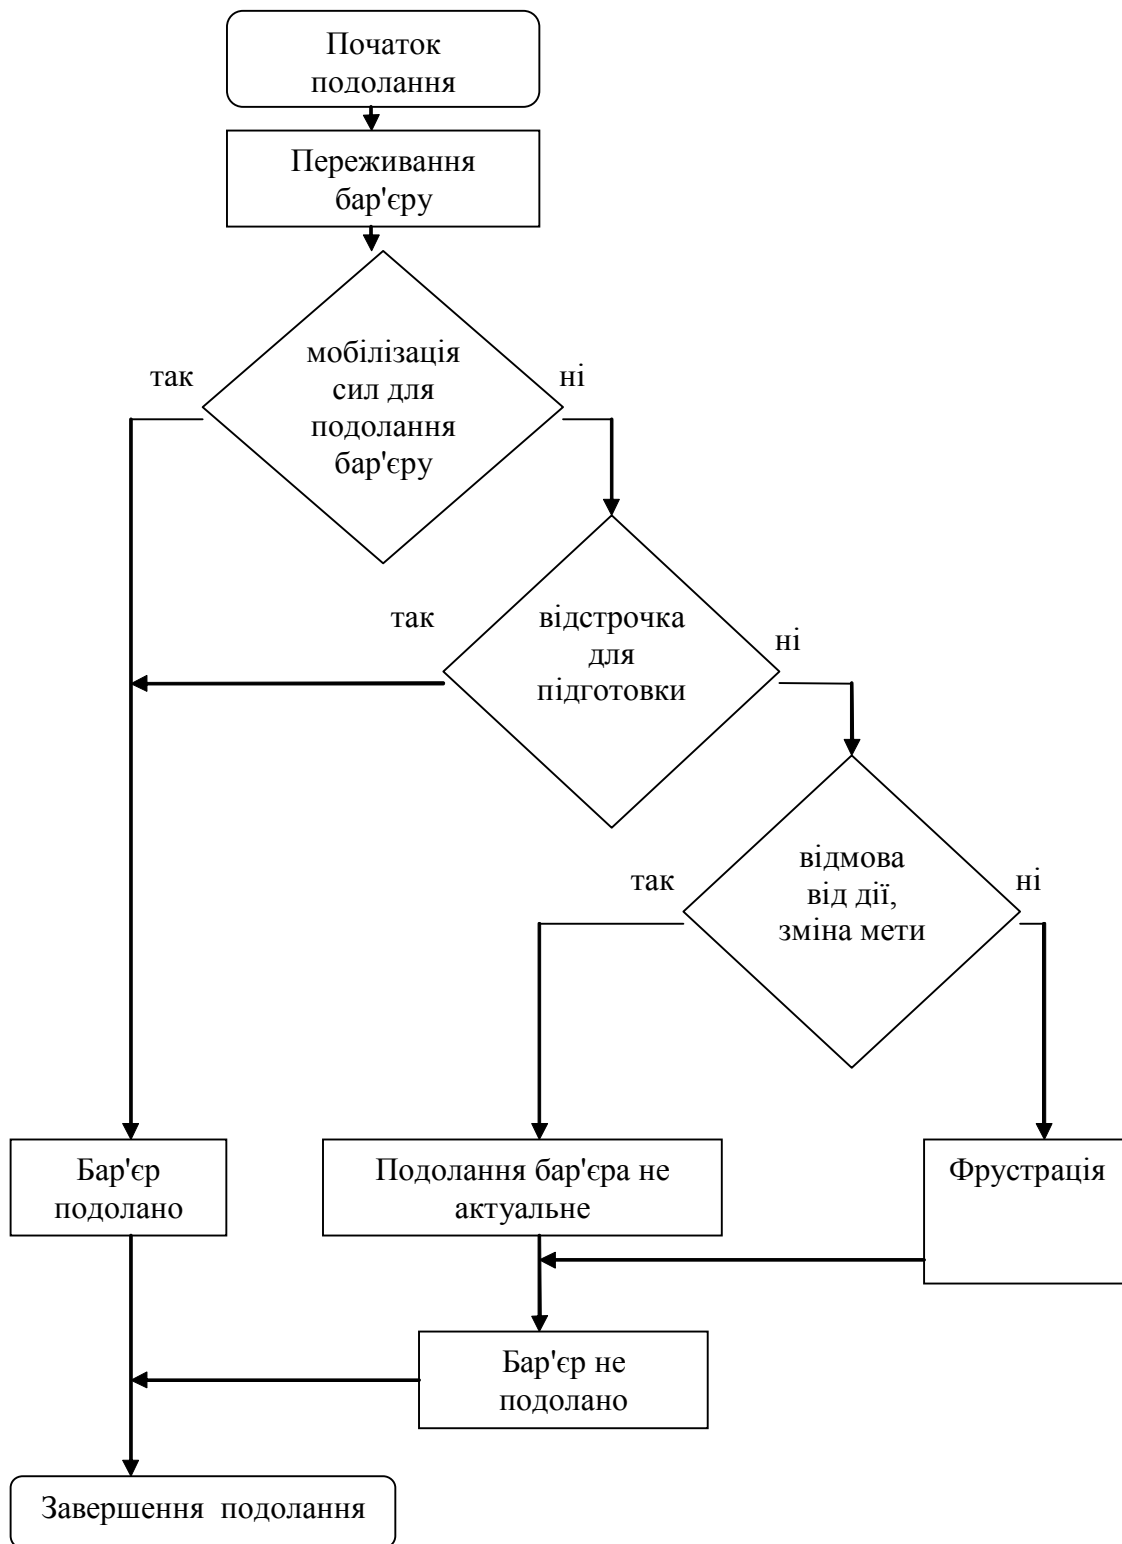 Початок
подолання
Переживання
бар'єру
так
мобілізація
сил для
подолання
бар'єру
ні
так
відстрочка
для
підготовки
ні
так
відмова
від дії,
зміна мети
ні
Бар'єр
подолано
Подолання бар'єра не
актуальне
Фрустрація
Бар'єр не
подолано
Завершення подолання